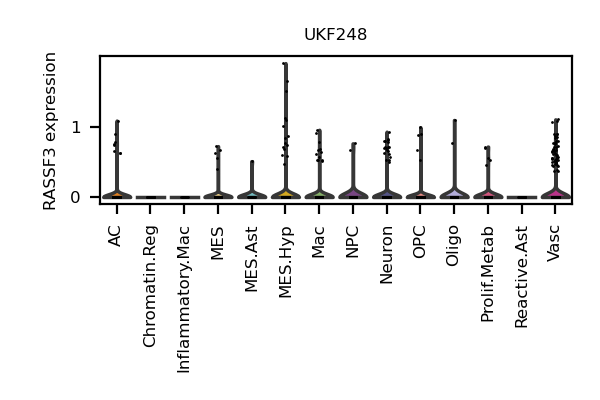 UKF248
RASSF3 expression
1
0
AC
Chromatin.Reg
Inflammatory.Mac
MES
MES.Ast
MES.Hyp
Mac
NPC
Neuron
OPC
Oligo
Prolif.Metab
Reactive.Ast
Vasc